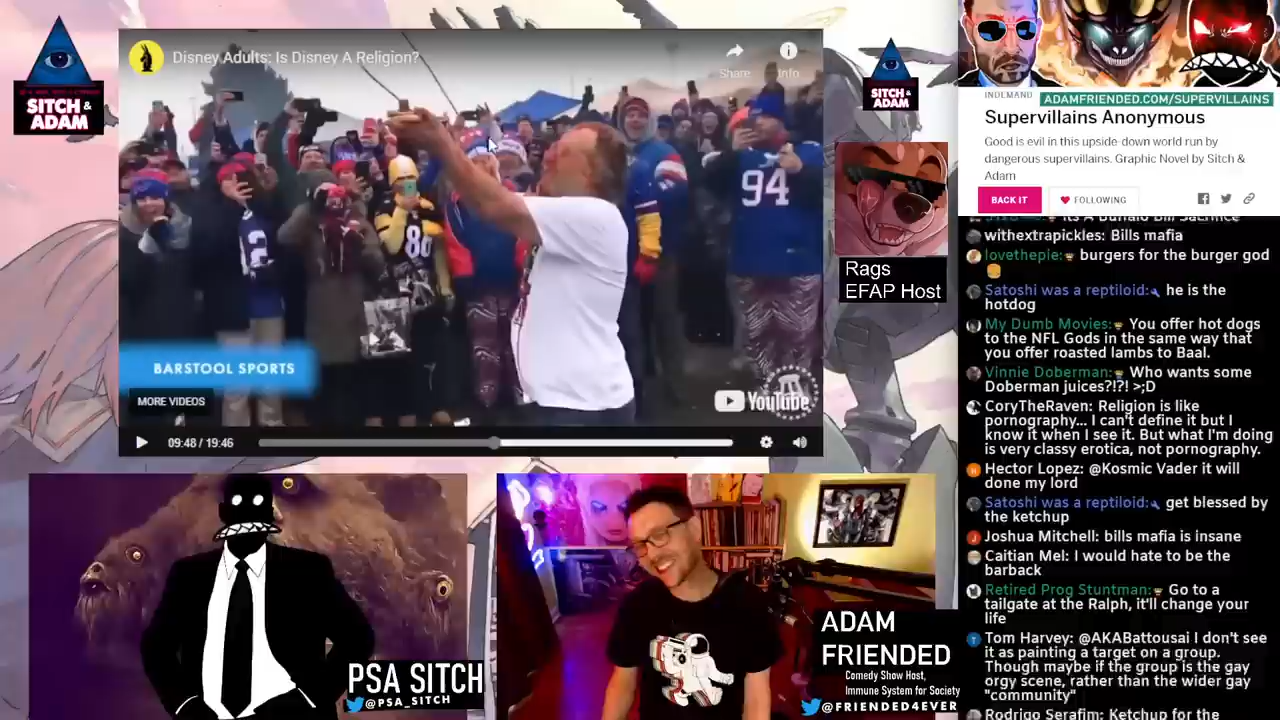 Disney Adults: Is Disney A Religion?
Share
Info
SITCH &
ADAM
SITCH &
ADAM
94
12
80
BARSTOOL SPORTS
MORE VIDEOS
YouTube
09:48 / 19:46
Rags
EFAP Host
PSA SITCH
@PSA_SITCH
ADAM
FRIENDED
Comedy Show Host,
Immune System for Society
@FRIENDED4EVER
INDEMAND
ADAMFRIENDED.COM/SUPERVILLAINS
Supervillains Anonymous
Good is evil in this upside-down world run by
dangerous supervillains. Graphic Novel by Sitch &
Adam
BACK IT
FOLLOWING
its A Buffalo Bill Sacrifice
withextrapickles: Bills mafia
lovethepie: burgers for the burger god
Satoshi was a reptiloid: he is the
hotdog
My Dumb Movies: You offer hot dogs
to the NFL Gods in the same way that
you offer roasted lambs to Baal.
Vinnie Doberman: Who wants some
Doberman juices?!?! >;D
CoryTheRaven: Religion is like
pornography... I can't define it but I
know it when I see it. But what I'm doing
is very classy erotica, not pornography.
Hector Lopez: @Kosmic Vader it will
done my lord
Satoshi was a reptiloid: get blessed by
the ketchup
Joshua Mitchell: bills mafia is insane
Caitian Mel: I would hate to be the
barback
Retired Prog Stuntman: Go to a
tailgate at the Ralph, it'll change your
life
Tom Harvey: @AKABattousai I don't see
it as painting a target on a group.
Though maybe if the group is the gay
orgy scene, rather than the wider gay
"community"
Rodrigo Serafim: Ketchup for the